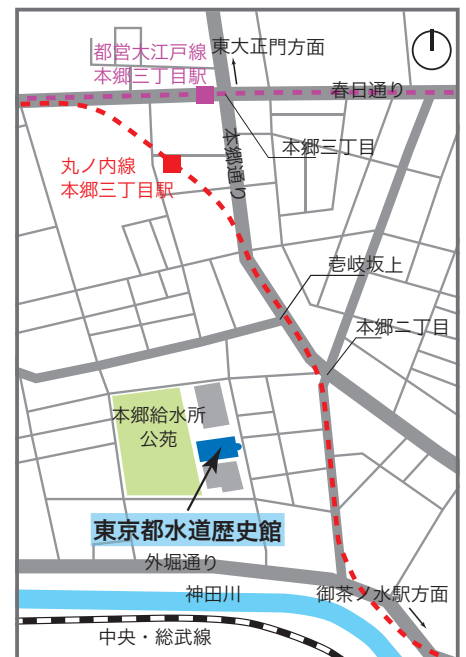 都営大江戸線
本郷三丁目駅
東大正門方面
春日通り
本郷三丁目
本郷通り
丸ノ内線
本郷三丁目駅
壱岐坂上
本郷二丁目
本郷給水所
公苑
東京都水道歴史館
外堀通り
神田川
御茶ノ水駅方面
中央・総武線